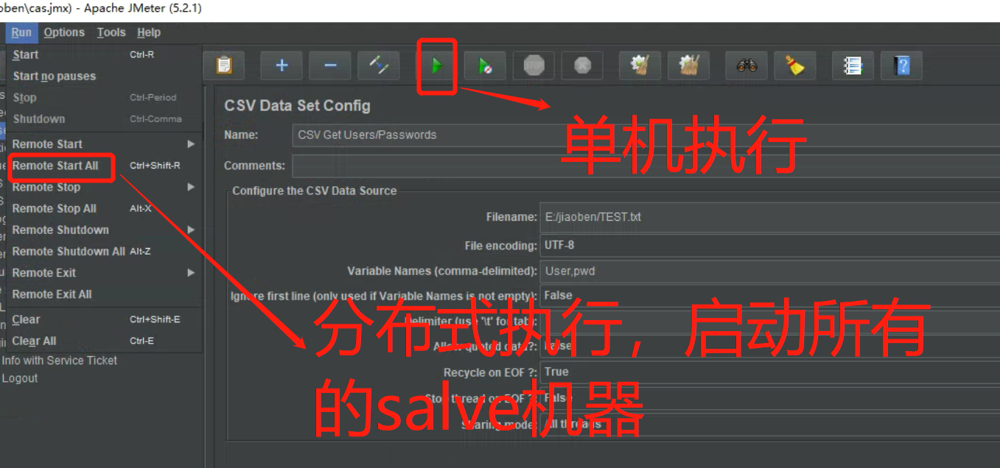 oben\cas.jmx) - Apache JMeter (5.2.1)
Run Options Tools Help
Start Ctrl-R
Start no pauses
Stop Ctrl-Period
Shutdown Ctrl-Comma
Remote Start
Remote Start All Ctrl+Shift-R
Remote Stop
Remote Stop All Alt-X
Remote Shutdown
Remote Shutdown All Alt-Z
Remote Exit
Remote Exit All
Clear Ctrl+Shift-E
Clear All Ctrl-E
Info with Service Ticket
Logout
STOP
CSV Data Set Config
Name: CSV Get Users/Passwords
Comments:
单机执行
Configure the CSV Data Source
Filename: E:/jiaoben/TEST.txt
File encoding: UTF-8
Variable Names (comma-delimited): User,pwd
Ignore first line (only used if Variable Names is not empty): False
Delimiter (use '\t' for tab):
Allow quoted data?: False
Recycle on EOF ?: True
Stop thread on EOF ?: False
Sharing mode: All threads
分布式执行，启动所有
的salve机器